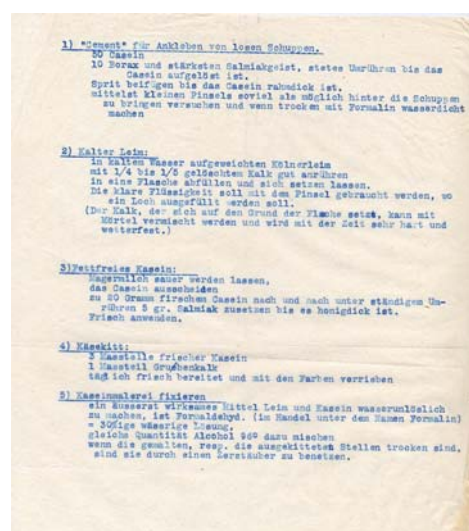 1) "Cement" für Ankleben von losen Schuppen.
50 Casein
10 Borax und stärksten Salmiakgeist, stetes Umrühren bis das
Casein aufgelöst ist.
Sprit beifügen bis das Casein rahmdick ist.
mittelst kleinen Pinsels soviel als möglich hinter die Schuppen
zu bringen versuchen und wenn trocken mit Formalin wasserdicht
machen
2) Kalter Leim:
in kaltem Wasser aufgeweichten Kölnerleim
mit 1/4 bis 1/5 gelöschtem Kalk gut anrühren
in eine Flasche abfüllen und sich setzen lassen.
Die klare Flüssigkeit soll mit dem Pinsel gebraucht werden, wo
ein Loch ausgefüllt werden soll.
(Der Kalk, der sich auf den Grund der Flasche setzt, kann mit
Mörtel vermischt werden und wird mit der Zeit sehr hart und
wetterfest.)
3)Fettfreies Kasein:
Magermilch sauer werden lassen,
das Casein ausscheiden
zu 20 Gramm firschem Casein nach und nach unter ständigem Um-
rühren 5 gr. Salmiak zusetzen bis es honigdick ist.
Frisch anwenden.
4) Käsekitt:
3 Massteile frischer Kasein
1 Massteil Grubenkalk
täglich frisch bereitet und mit den Farben verrieben
5) Kaseinmalerei fixieren
ein äusserst wirksames Mittel Leim und Kasein wasserunlöslich
zu machen, ist Formaldehyd. (im Handel unter dem Namen Formalin)
= 30%ige wässerige Lösung.
gleiche Quantität Alcohol 96° dazu mischen
wenn die gemalten, resp. die ausgekitteten Stellen trocken sind,
sind sie durch einen Zerstäuber zu benetzen.